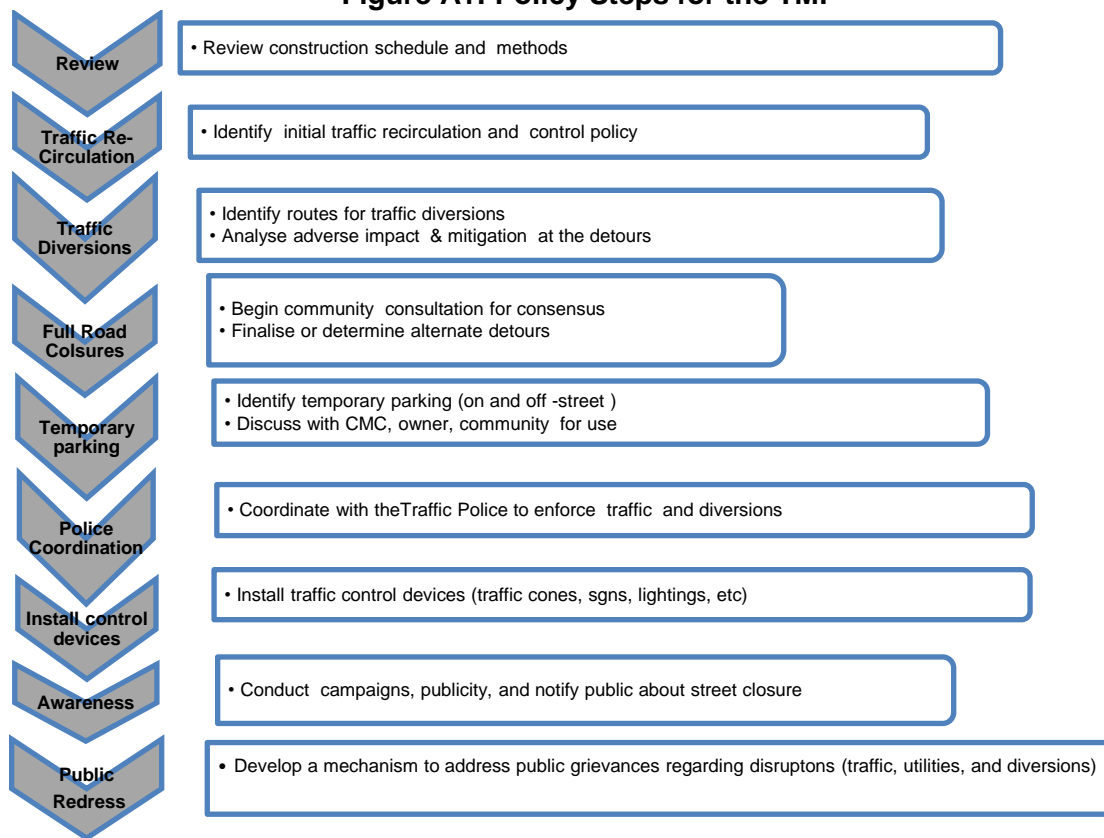 Figure A1: Policy Steps for the TMP
Review
• Review construction schedule and methods
Traffic Re-
Circulation
• Identify initial traffic recirculation and control policy
Traffic
Diversions
• Identify routes for traffic diversions
• Analyse adverse impact & mitigation at the detours
Full Road
Colsures
• Begin community consultation for consensus
• Finalise or determine alternate detours
Temporary
parking
• Identify temporary parking (on and off -street )
• Discuss with CMC, owner, community for use
Police
Coordination
• Coordinate with theTraffic Police to enforce traffic and diversions
Install control
devices
• Install traffic control devices (traffic cones, sgns, lightings, etc)
Awareness
• Conduct campaigns, publicity, and notify public about street closure
Public
Redress
• Develop a mechanism to address public grievances regarding disruptons (traffic, utilities, and diversions)